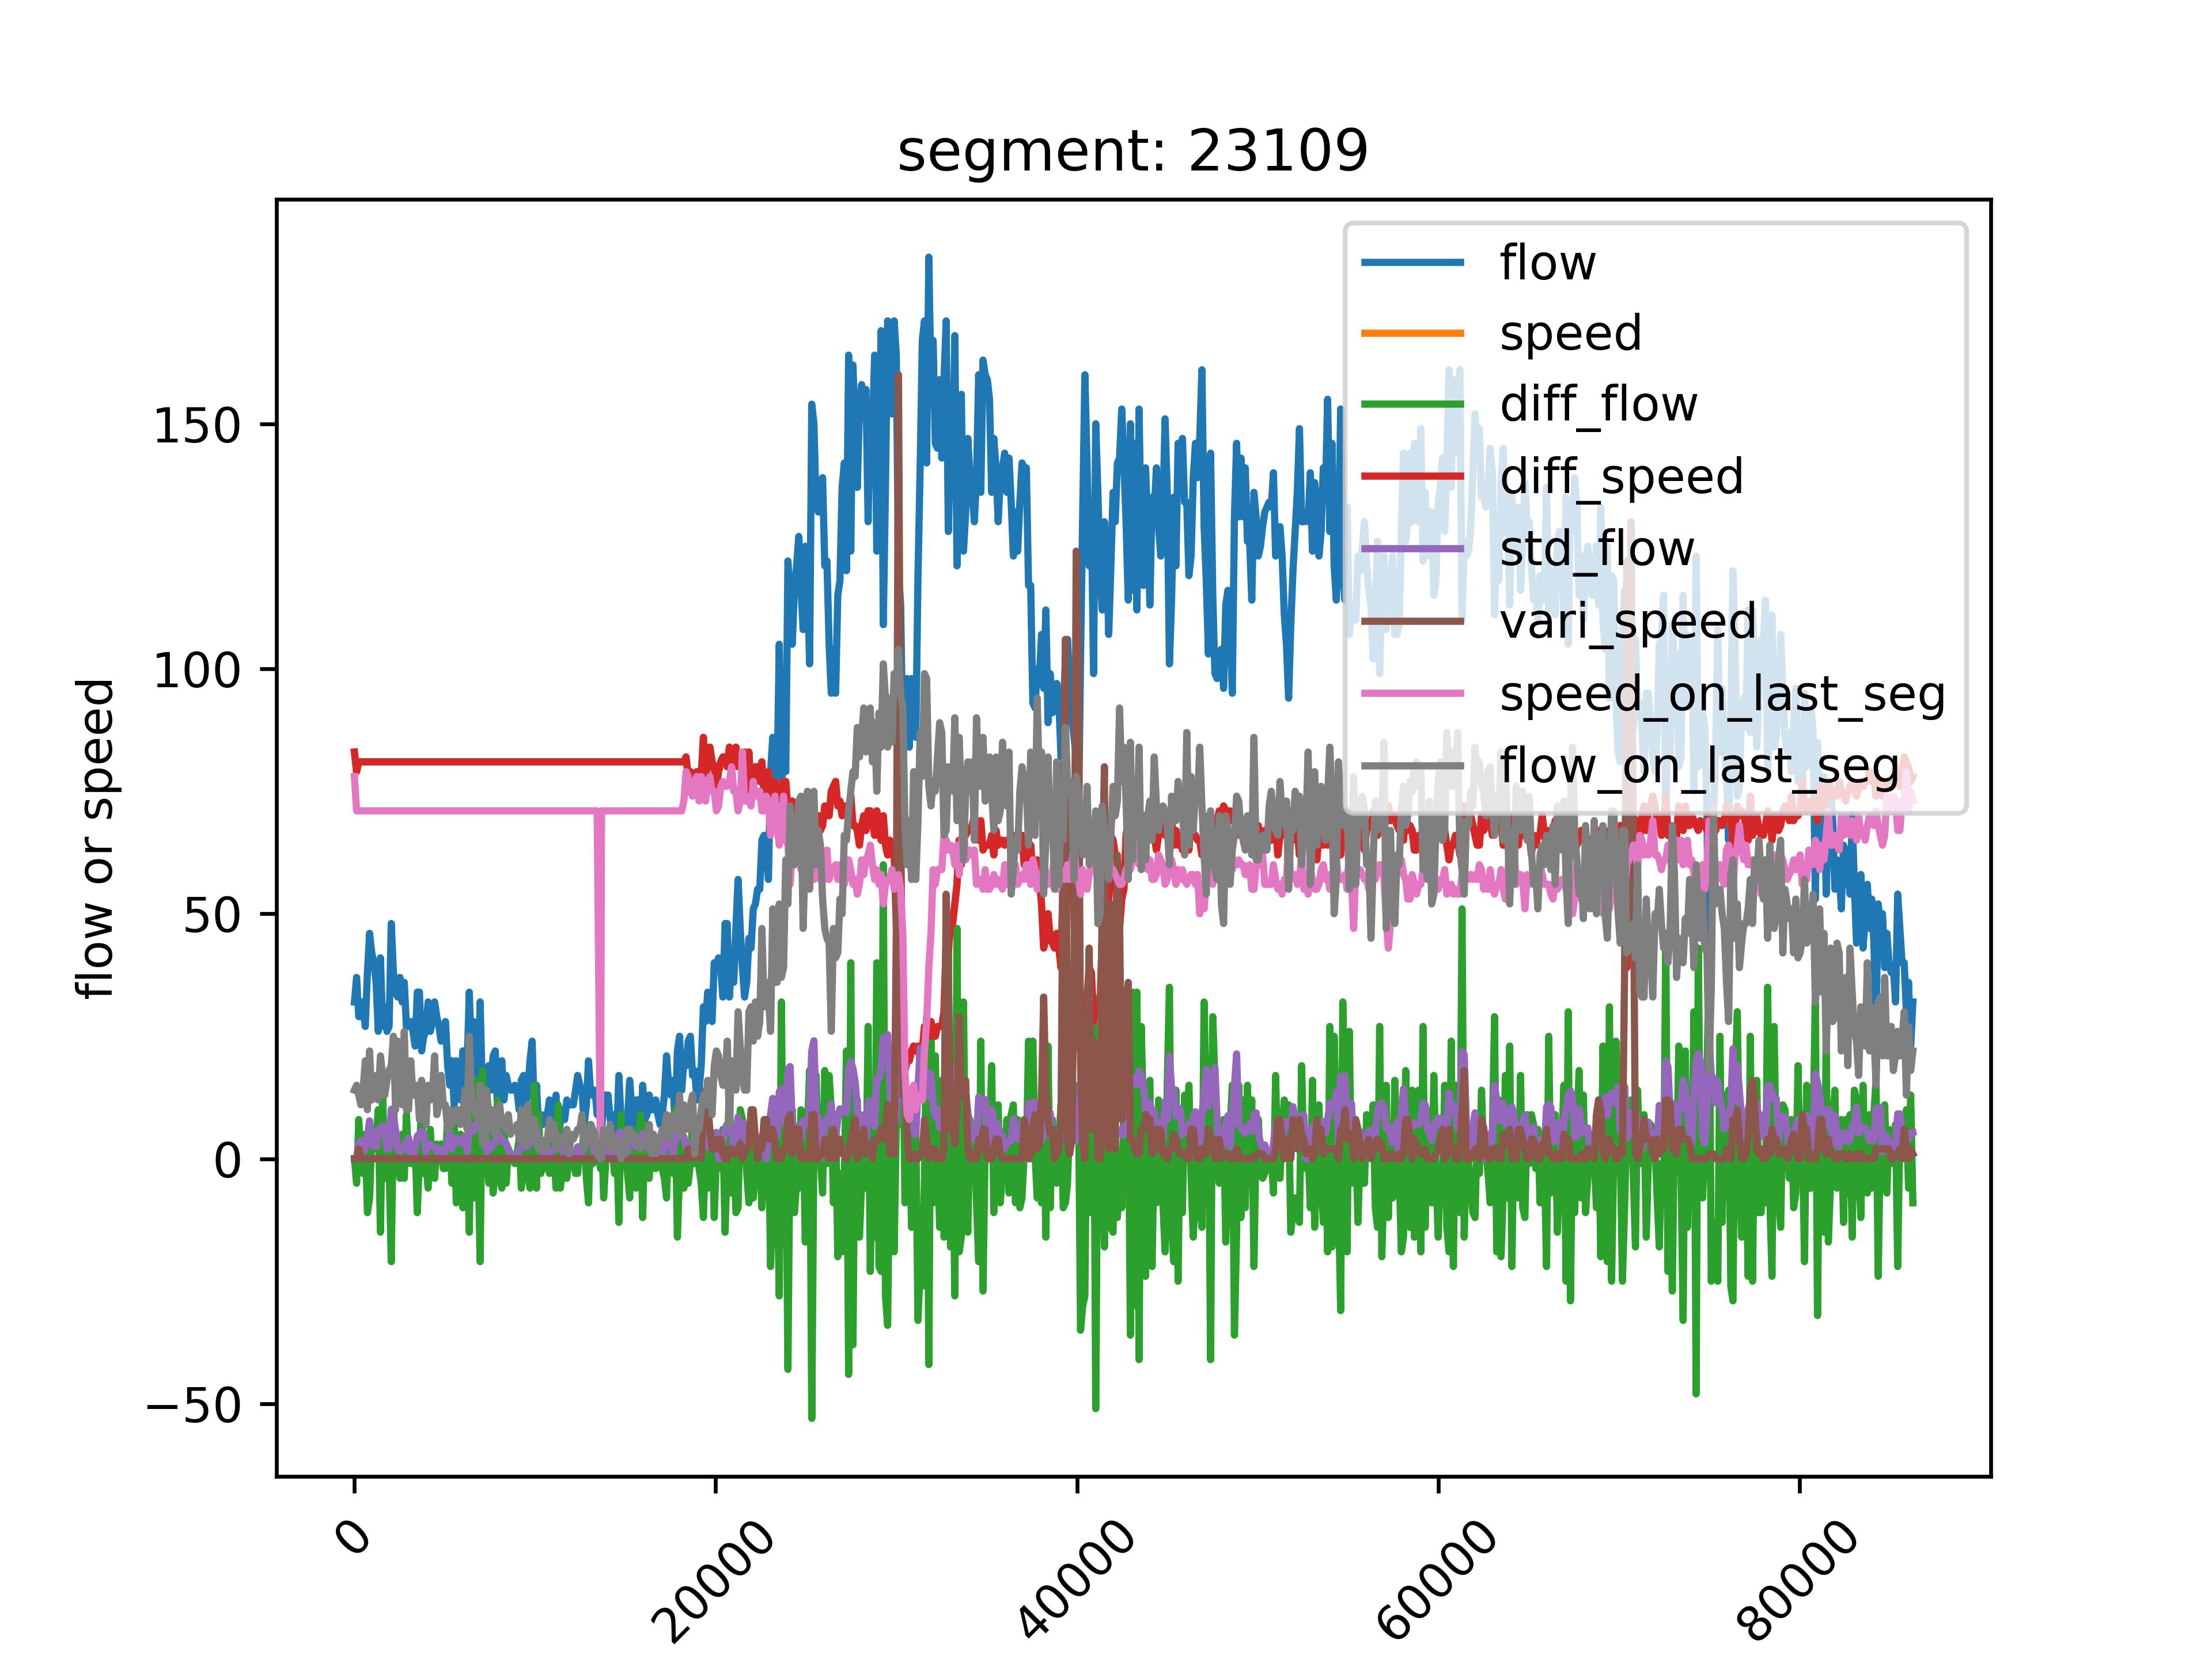 segment: 23109
flow
speed
diff_flow
diff_speed
std_flow
vari_speed
speed_on_last_seg
flow_on_last_seg
flow or speed
150
100
50
0
−50
0
20000
40000
60000
80000